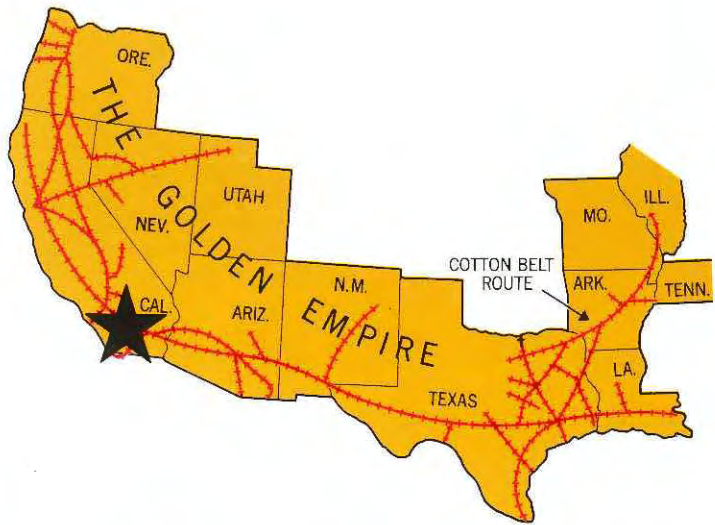 ORE.
THE
GOLDEN
EMPIRE
UTAH
NEV.
CAL.
ARIZ.
N.M.
TEXAS
COTTON BELT
ROUTE
MO.
ILL.
ARK.
TENN.
LA.